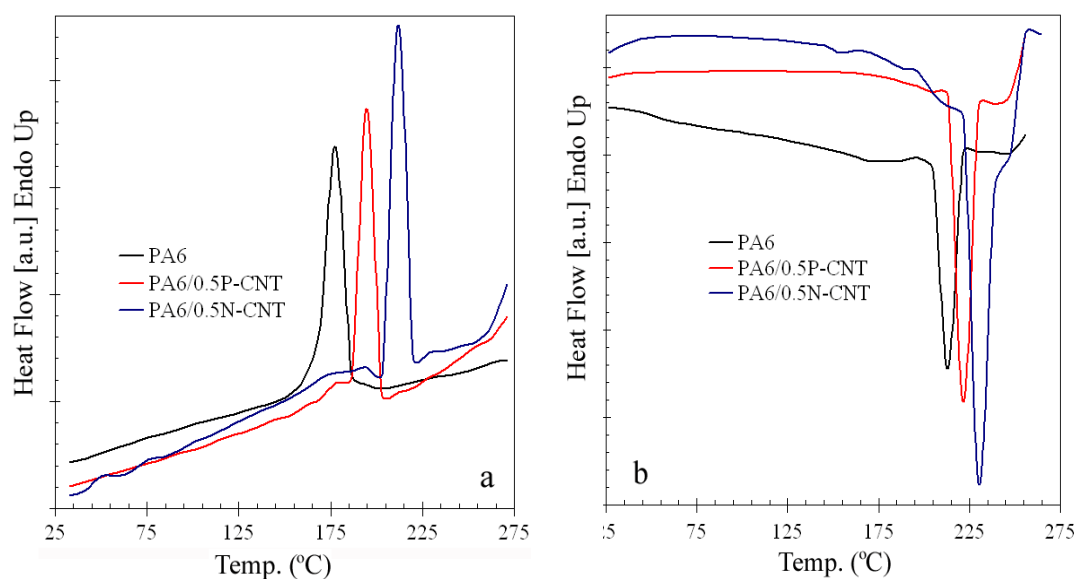 Heat Flow [a.u.] Endo Up
PA6
PA6/0.5P-CNT
PA6/0.5N-CNT
a
25
75
125
175
225
275
Temp. (ºC)
Heat Flow [a.u.] Endo Up
PA6
PA6/0.5P-CNT
PA6/0.5N-CNT
b
25
75
125
175
225
275
Temp. (ºC)